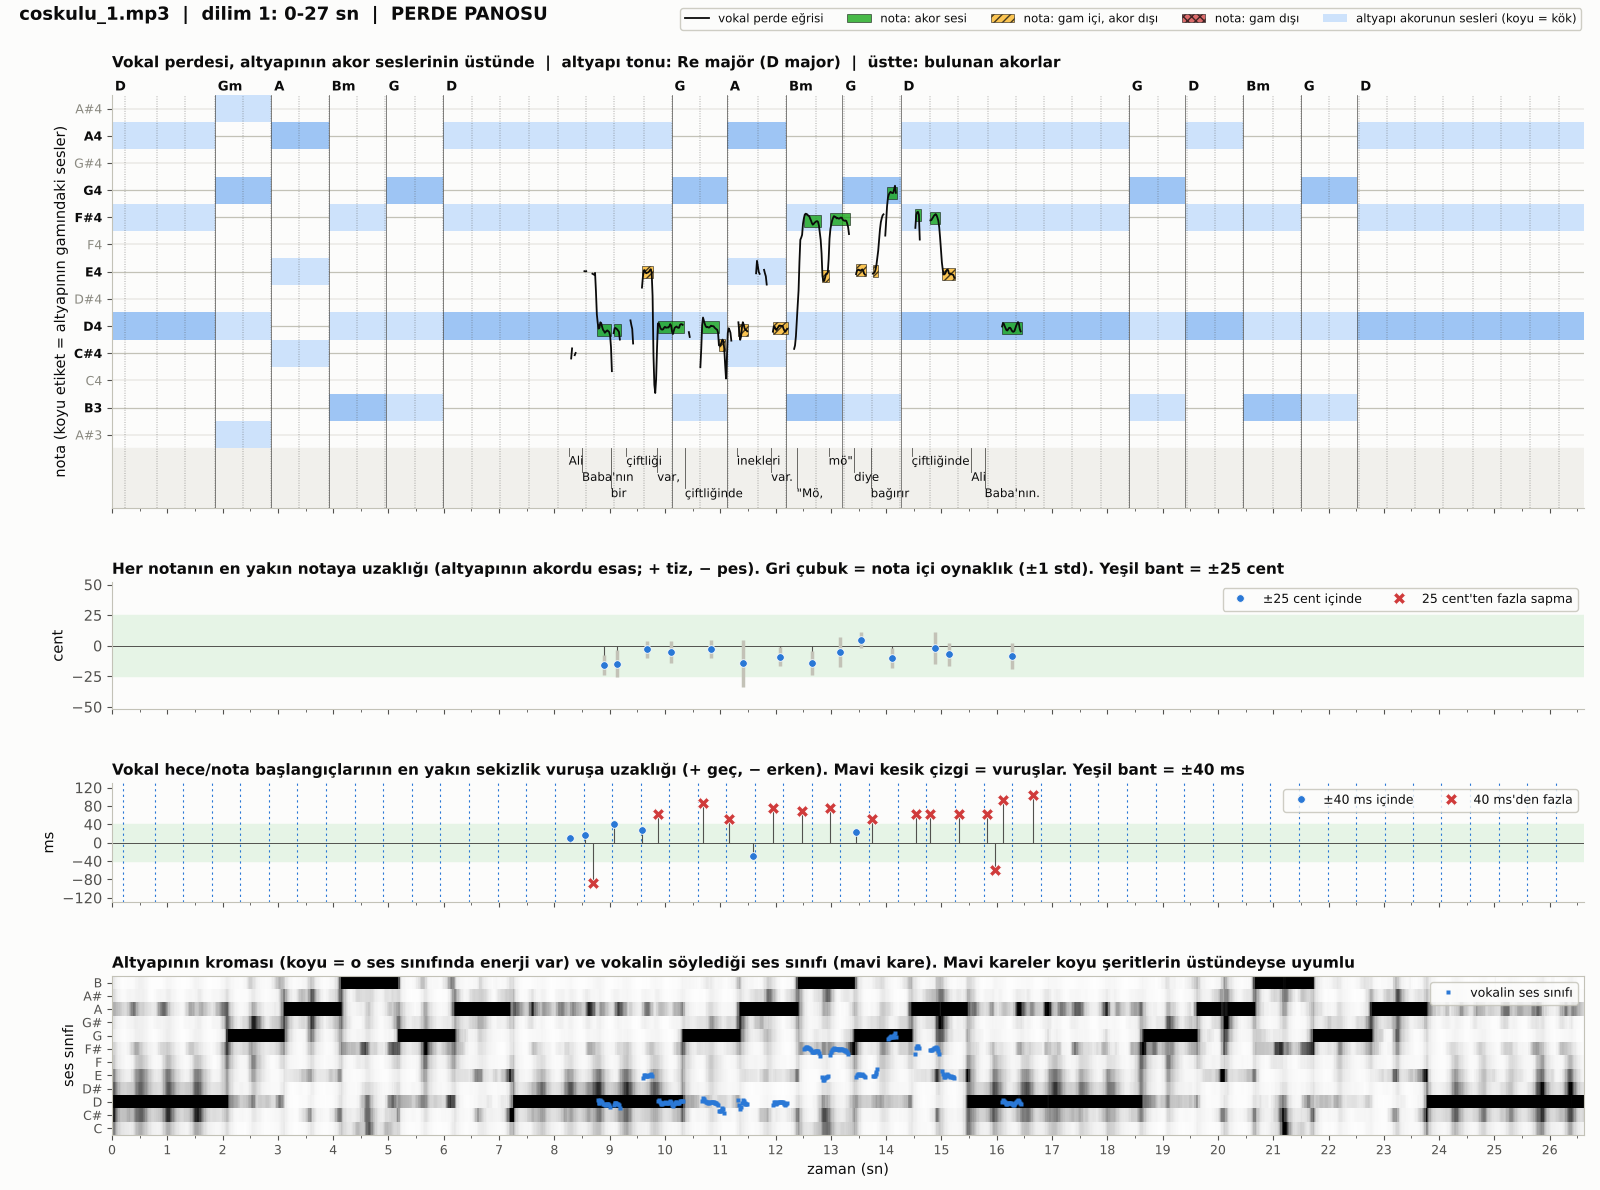 coskulu_1.mp3 | dilim 1: 0-27 sn | PERDE PANOSU
vokal perde eğrisi nota: akor sesi nota: gam içi, akor dışı nota: gam dışı altyapı akorunun sesleri (koyu = kök)
Vokal perdesi, altyapının akor seslerinin üstünde | altyapı tonu: Re majör (D major) | üstte: bulunan akorlar
D Gm A Bm G D G A Bm G D G D Bm G D
nota (koyu etiket = altyapının gamındaki sesler)
A#4
A4
G#4
G4
F#4
F4
E4
D#4
D4
C#4
C4
B3
A#3
Ali çiftliği inekleri mö" çiftliğinde
Baba'nın var, var. diye Ali
bir çiftliğinde "Mö, bağırır Baba'nın.
Her notanın en yakın notaya uzaklığı (altyapının akordu esas; + tiz, − pes). Gri çubuk = nota içi oynaklık (±1 std). Yeşil bant = ±25 cent
±25 cent içinde 25 cent'ten fazla sapma
cent
50
25
0
−25
−50
Vokal hece/nota başlangıçlarının en yakın sekizlik vuruşa uzaklığı (+ geç, − erken). Mavi kesik çizgi = vuruşlar. Yeşil bant = ±40 ms
±40 ms içinde 40 ms'den fazla
ms
120
80
40
0
−40
−80
−120
Altyapının kroması (koyu = o ses sınıfında enerji var) ve vokalin söylediği ses sınıfı (mavi kare). Mavi kareler koyu şeritlerin üstündeyse uyumlu
vokalin ses sınıfı
ses sınıfı
B
A#
A
G#
G
F#
F
E
D#
D
C#
C
0 1 2 3 4 5 6 7 8 9 10 11 12 13 14 15 16 17 18 19 20 21 22 23 24 25 26
zaman (sn)